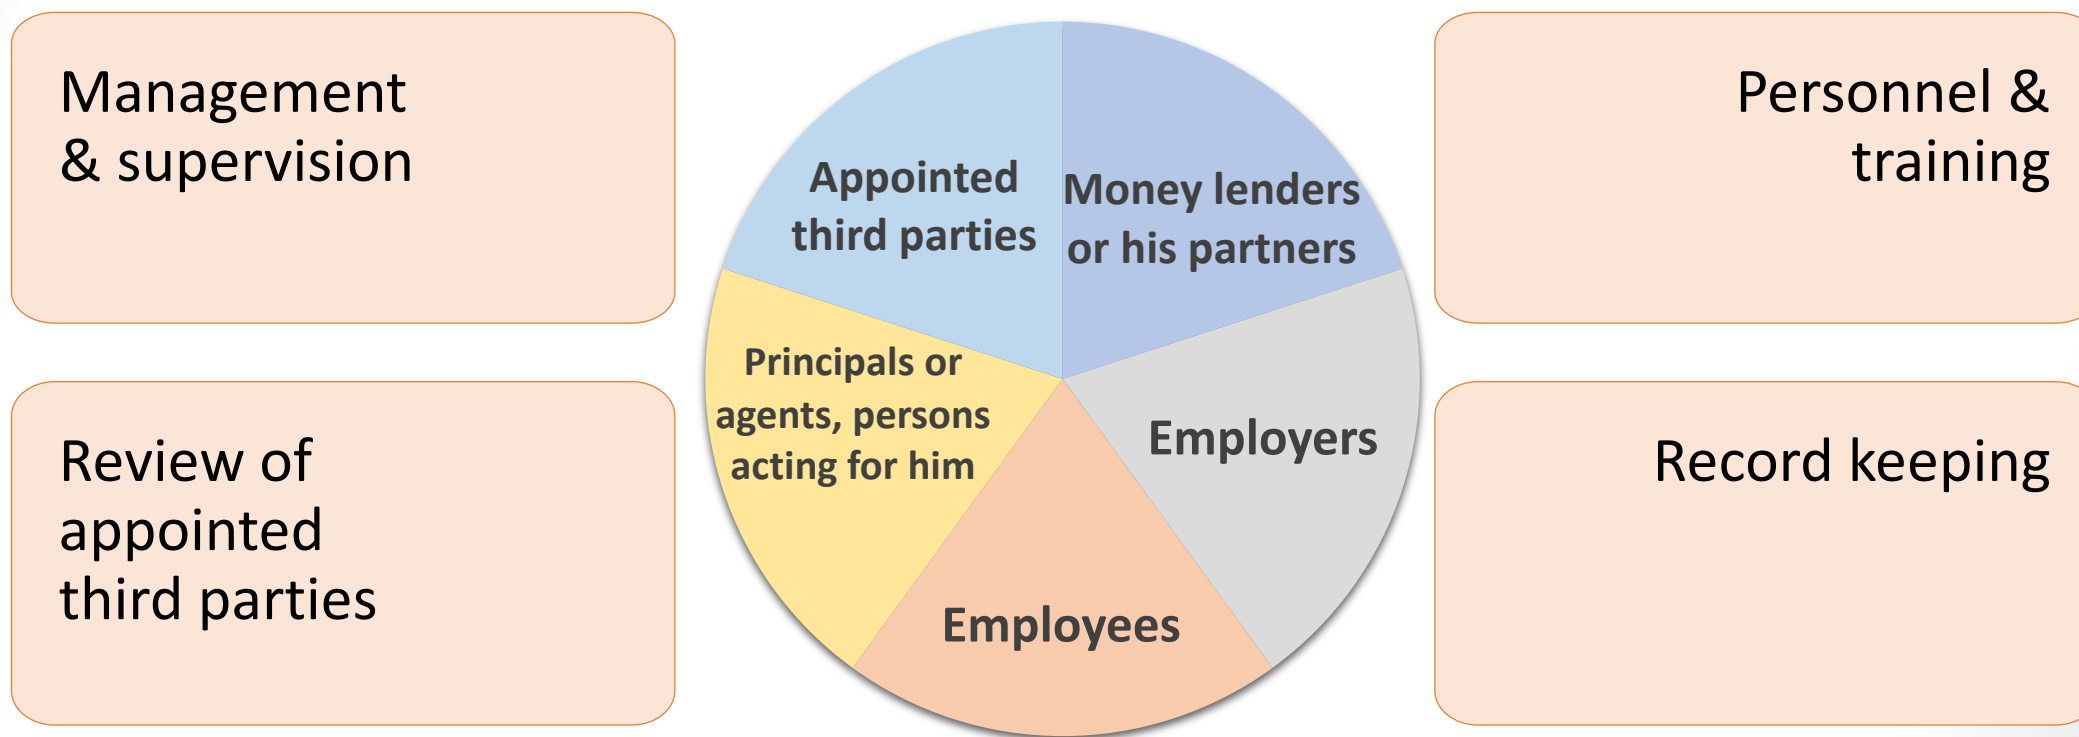 Management
& supervision
Appointed
third parties
Money lenders
or his partners
Personnel &
training
Principals or
agents, persons
acting for him
Employers
Employees
Review of
appointed
third parties
Record keeping